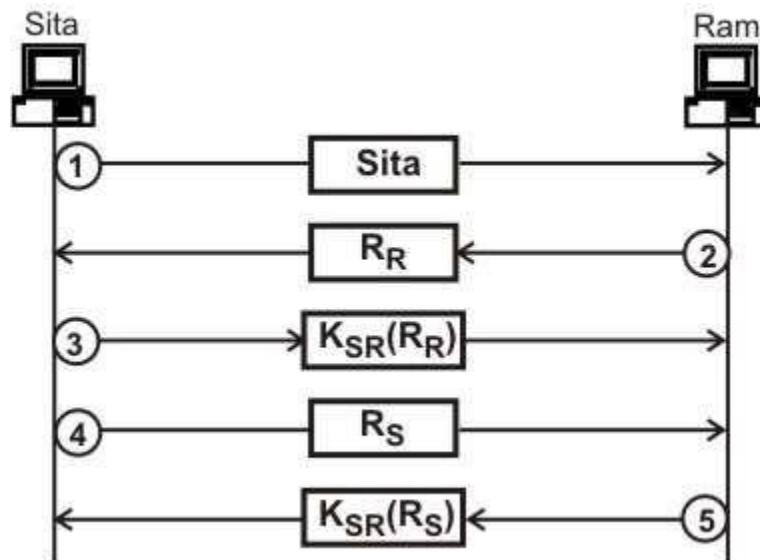 Sita
Ram
1
Sita
R_R
2
3
K_SR(R_R)
4
R_S
K_SR(R_S)
5